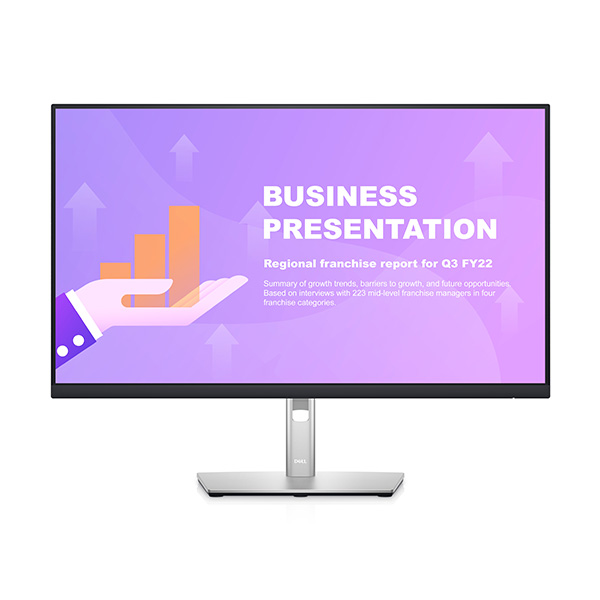 BUSINESS
PRESENTATION
Regional franchise report for Q3 FY22
Summary of growth trends, barriers to growth, and future opportunities.
Based on interviews with 223 mid-level franchise managers in four
franchise categories.
DELL